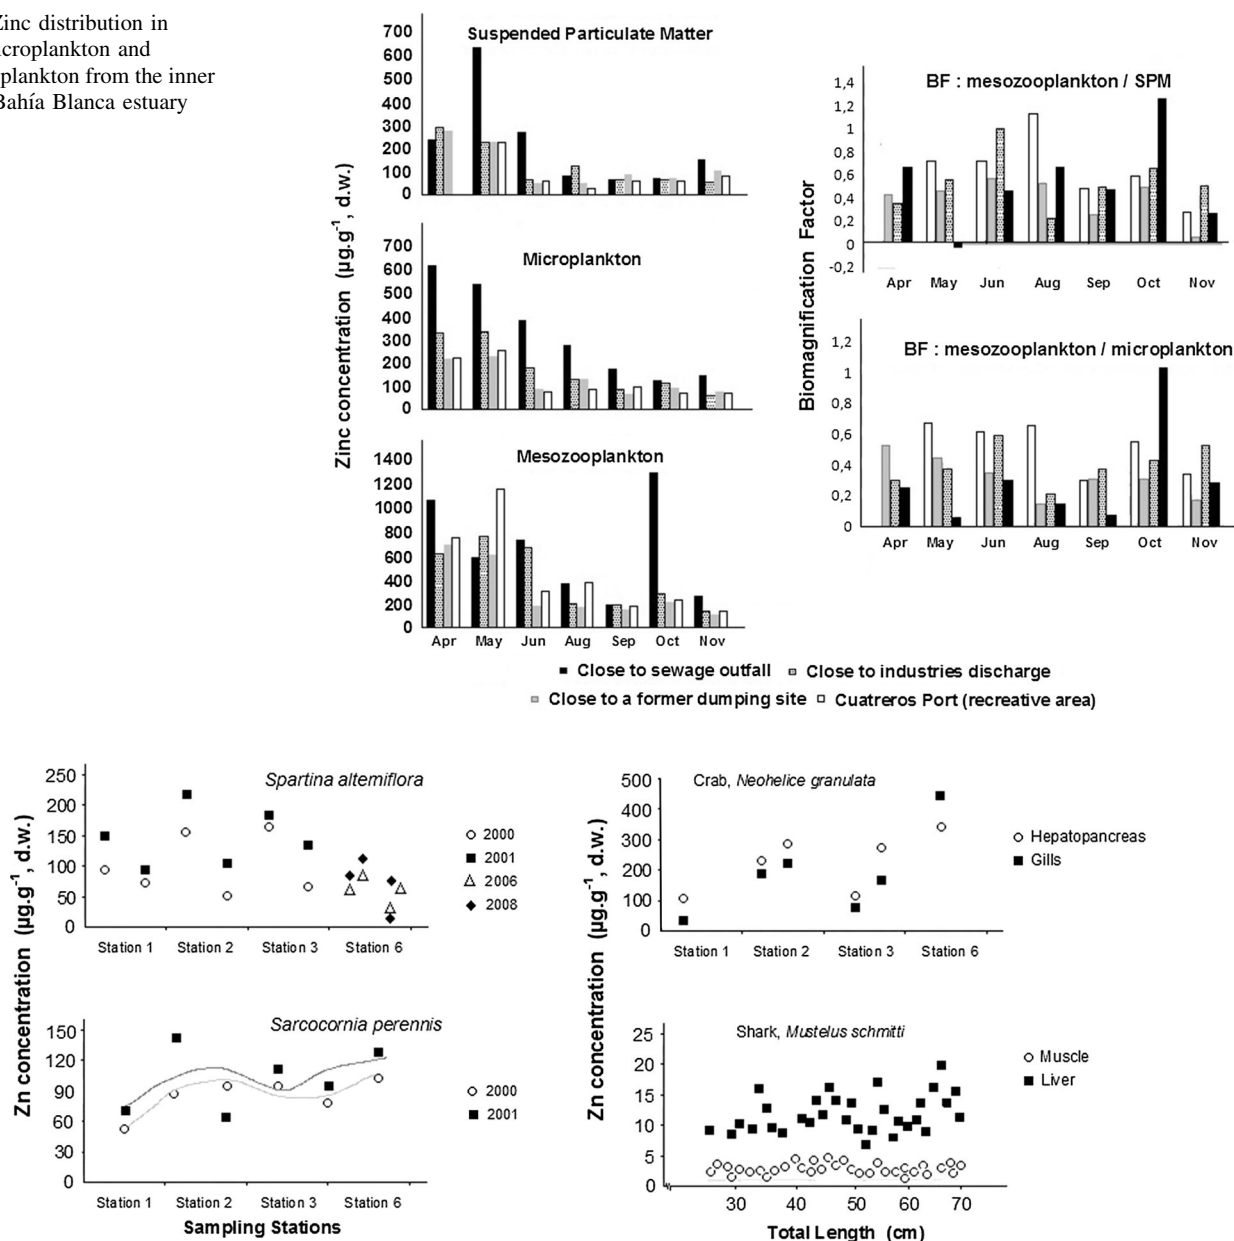 Zinc distribution in
icroplankton and
plankton from the inner
Bahía Blanca estuary
Zinc concentration (µg.g⁻¹, d.w.)
Suspended Particulate Matter
700
600
500
400
300
200
100
0
Microplankton
700
600
500
400
300
200
100
0
Mesozooplankton
1400
1200
1000
800
600
400
200
0
Apr May Jun Aug Sep Oct Nov
Biomagnification Factor
BF : mesozooplankton / SPM
1,4
1,2
1
0,8
0,6
0,4
0,2
0
-0,2
Apr May Jun Aug Sep Oct Nov
BF : mesozooplankton / microplankton
1,2
1
0,8
0,6
0,4
0,2
0
Apr May Jun Aug Sep Oct Nov
Close to sewage outfall Close to industries discharge
Close to a former dumping site Cuatreros Port (recreative area)
Zn concentration (µg.g⁻¹, d.w.)
Spartina alterniflora
250
200
150
100
50
0
Station 1 Station 2 Station 3 Station 6
2000
2001
2006
2008
Sarcocornia perennis
150
120
90
60
30
0
Station 1 Station 2 Station 3 Station 6
2000
2001
Sampling Stations
Zn concentration (µg.g⁻¹, d.w.)
Crab, Neohelice granulata
500
400
300
200
100
0
Station 1 Station 2 Station 3 Station 6
Hepatopancreas
Gills
Shark, Mustelus schmitti
25
20
15
10
5
0
30 40 50 60 70
Muscle
Liver
Total Length (cm)